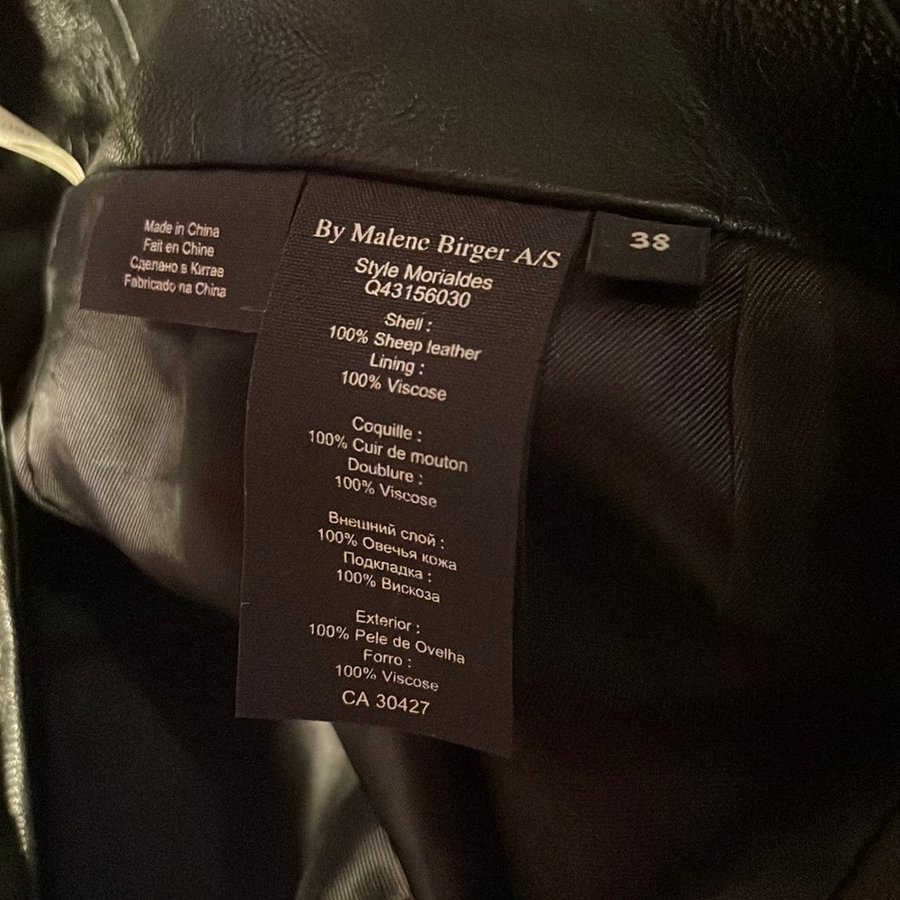 Made in China
Fait en Chine
Сделано в Китае
Fabricado na China
By Malene Birger A/S
Style Morialdes
Q43156030
Shell :
100% Sheep leather
Lining :
100% Viscose
Coquille :
100% Cuir de mouton
Doublure :
100% Viscose
Внешний слой :
100% Овечья кожа
Подкладка :
100% Вискоза
Exterior :
100% Pele de Ovelha
Forro :
100% Viscose
CA 30427
38